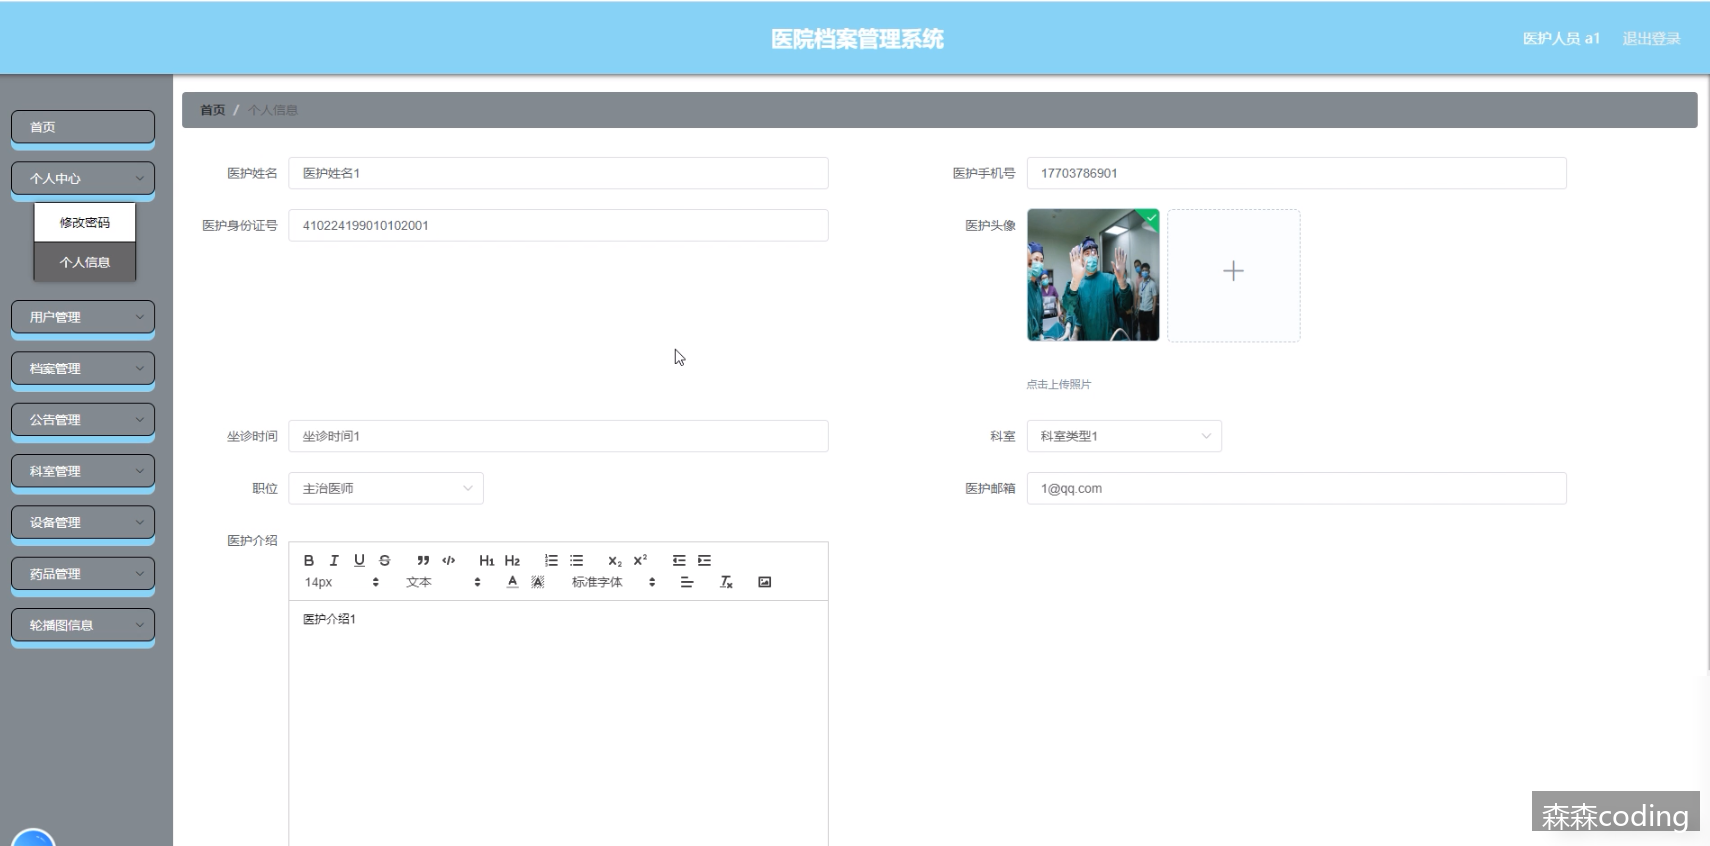 医院档案管理系统
医护人员 a1 退出登录
首页 / 个人信息
首页
个人中心
修改密码
个人信息
用户管理
档案管理
公告管理
科室管理
设备管理
药品管理
轮播图信息
医护姓名 医护姓名1
医护手机号 17703786901
医护身份证号 410224199010102001
医护头像
点击上传照片
坐诊时间 坐诊时间1
科室 科室类型1
职位 主治医师
医护邮箱 1@qq.com
医护介绍
B I U S ” </> H1 H2 x₂ x²
14px 文本 A A 标准字体 Tx
医护介绍1
森森coding